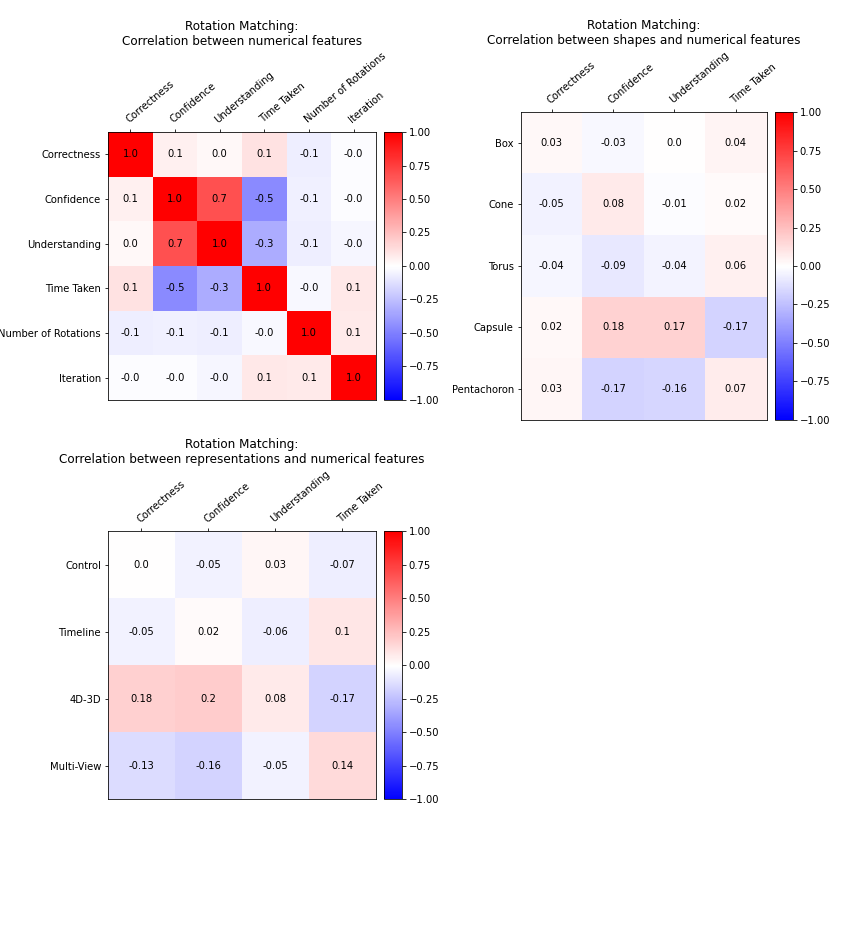 Rotation Matching:
Correlation between numerical features
Correctness
Confidence
Understanding
Time Taken
Number of Rotations
Iteration
Correctness 1.0 0.1 0.0 0.1 -0.1 -0.0
Confidence 0.1 1.0 0.7 -0.5 -0.1 -0.0
Understanding 0.0 0.7 1.0 -0.3 -0.1 -0.0
Time Taken 0.1 -0.5 -0.3 1.0 -0.0 0.1
Number of Rotations -0.1 -0.1 -0.1 -0.0 1.0 0.1
Iteration -0.0 -0.0 -0.0 0.1 0.1 1.0
1.00
0.75
0.50
0.25
0.00
−0.25
−0.50
−0.75
−1.00
Rotation Matching:
Correlation between shapes and numerical features
Correctness
Confidence
Understanding
Time Taken
Box 0.03 -0.03 0.0 0.04
Cone -0.05 0.08 -0.01 0.02
Torus -0.04 -0.09 -0.04 0.06
Capsule 0.02 0.18 0.17 -0.17
Pentachoron 0.03 -0.17 -0.16 0.07
1.00
0.75
0.50
0.25
0.00
−0.25
−0.50
−0.75
−1.00
Rotation Matching:
Correlation between representations and numerical features
Correctness
Confidence
Understanding
Time Taken
Control 0.0 -0.05 0.03 -0.07
Timeline -0.05 0.02 -0.06 0.1
4D-3D 0.18 0.2 0.08 -0.17
Multi-View -0.13 -0.16 -0.05 0.14
1.00
0.75
0.50
0.25
0.00
−0.25
−0.50
−0.75
−1.00